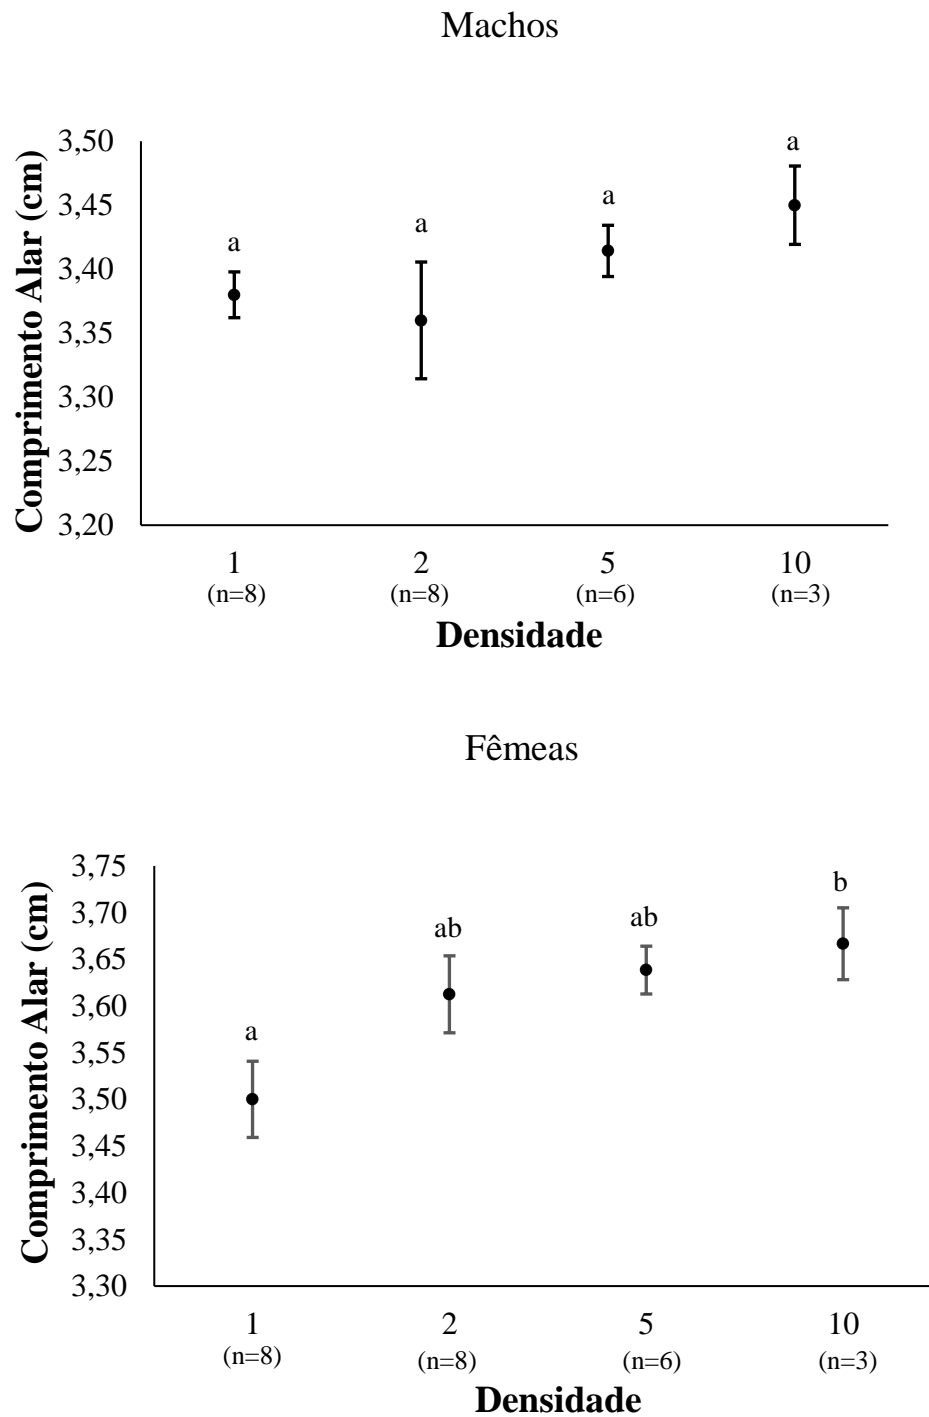 Machos
Comprimento Alar (cm)
3,50
3,45
3,40
3,35
3,30
3,25
3,20
a
a
a
a
1 2 5 10
(n=8) (n=8) (n=6) (n=3)
Densidade
Fêmeas
Comprimento Alar (cm)
3,75
3,70
3,65
3,60
3,55
3,50
3,45
3,40
3,35
3,30
a
ab
ab
b
1 2 5 10
(n=8) (n=8) (n=6) (n=3)
Densidade